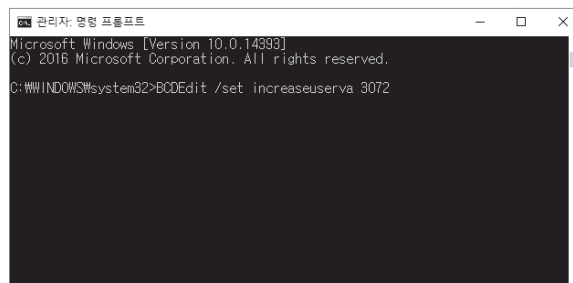 관리자: 명령 프롬프트
Microsoft Windows [Version 10.0.14393]
(c) 2016 Microsoft Corporation. All rights reserved.
C:₩WINDOWS₩system32>BCDEdit /set increaseuserva 3072